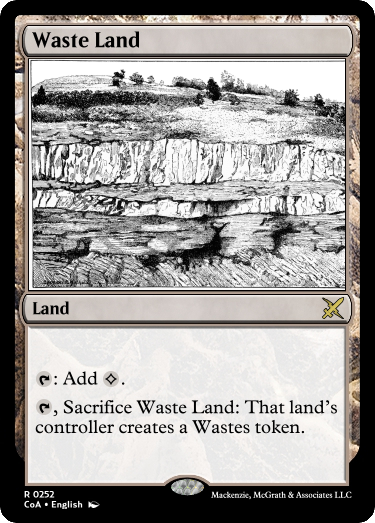 Waste Land
Land
: Add .
, Sacrifice Waste Land: That land's
controller creates a Wastes token.
R 0252
CoA • English
Mackenzie, McGrath & Associates LLC